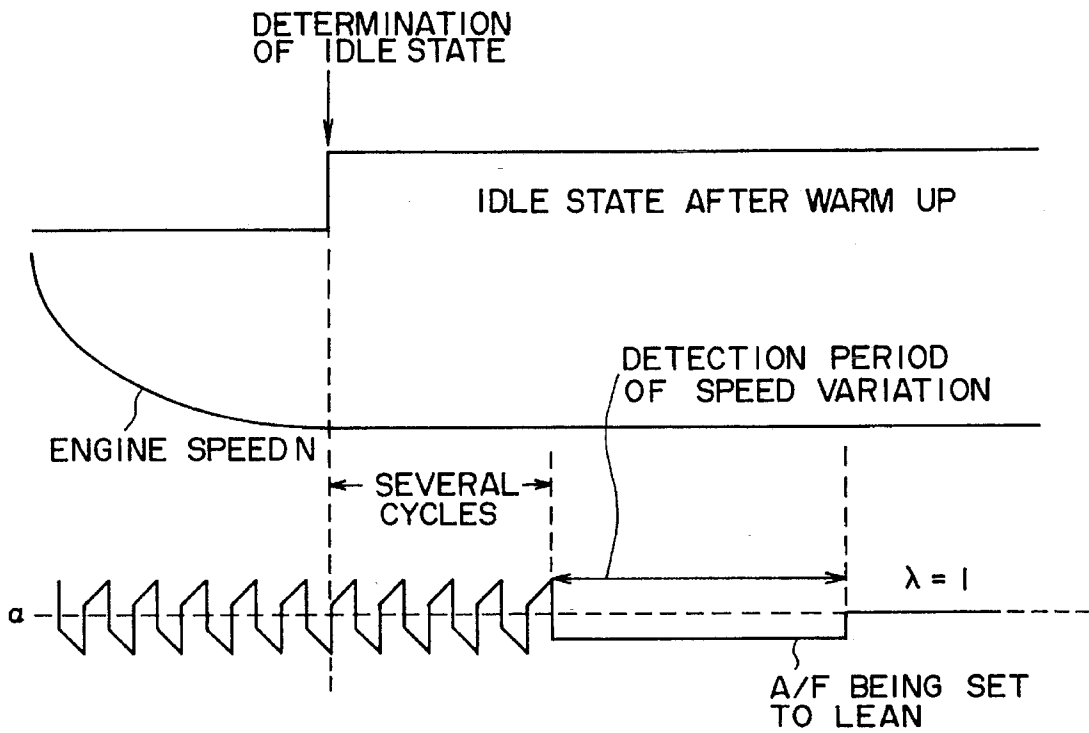 DETERMINATION
OF IDLE STATE
IDLE STATE AFTER WARM UP
DETECTION PERIOD
OF SPEED VARIATION
ENGINE SPEED N
SEVERAL
CYCLES
α
λ = 1
A/F BEING SET
TO LEAN